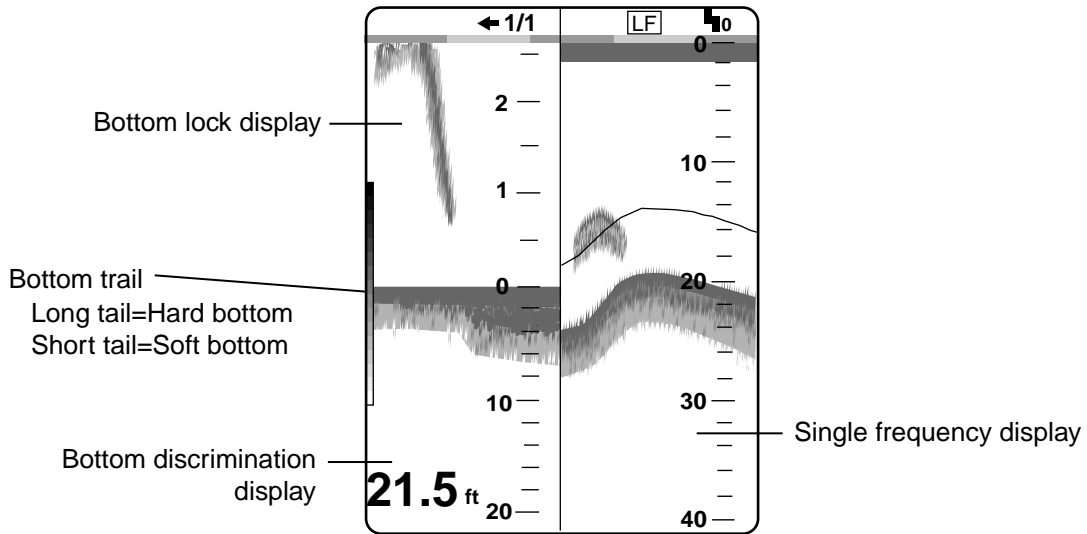 1/1
LF
0
0
2
10
Bottom lock display
1
Bottom trail
Long tail=Hard bottom
Short tail=Soft bottom
0
20
10
30
Single frequency display
Bottom discrimination
display
21.5 ft
20
40